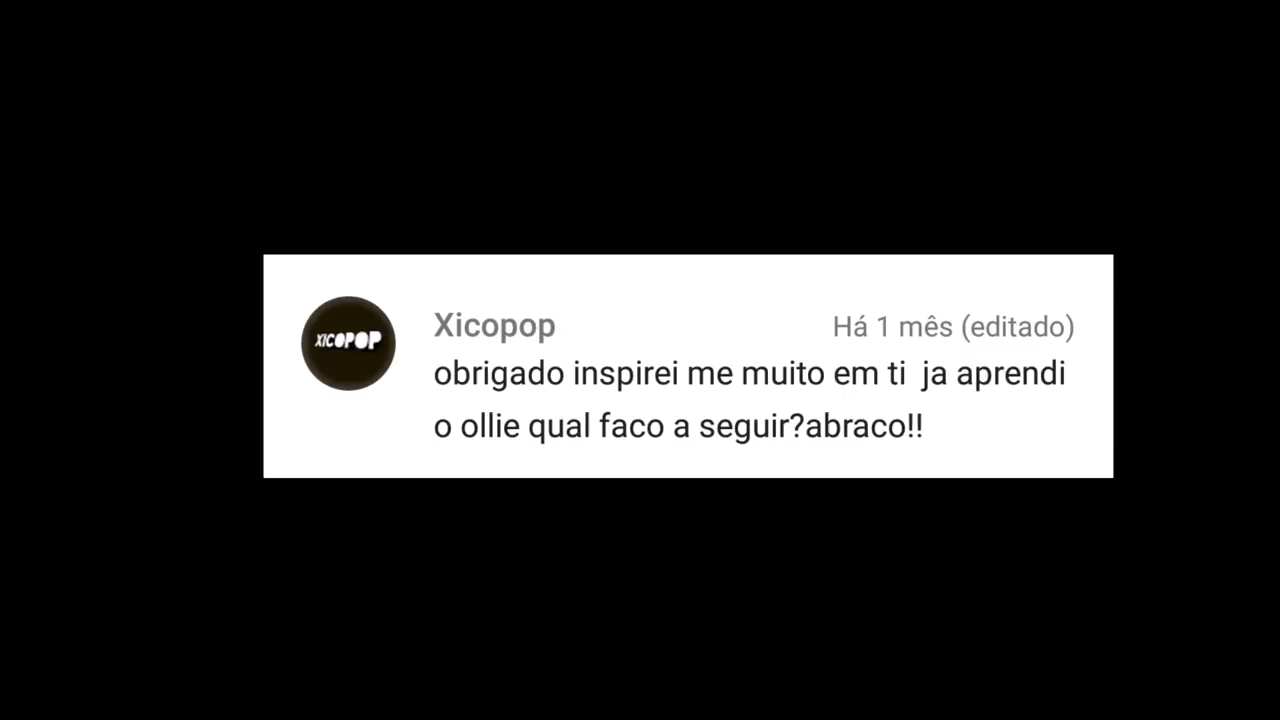 XICOPOP
Xicopop Há 1 mês (editado)
obrigado inspirei me muito em ti  ja aprendi
o ollie qual faco a seguir?abraco!!